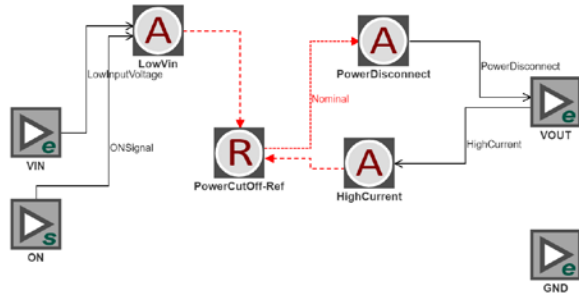 A
LowVin
A
PowerDisconnect
LowInputVoltage
PowerDisconnect
Nominal
e
VOUT
e
VIN
ONSignal
R
PowerCutOff-Ref
A
HighCurrent
HighCurrent
s
ON
e
GND